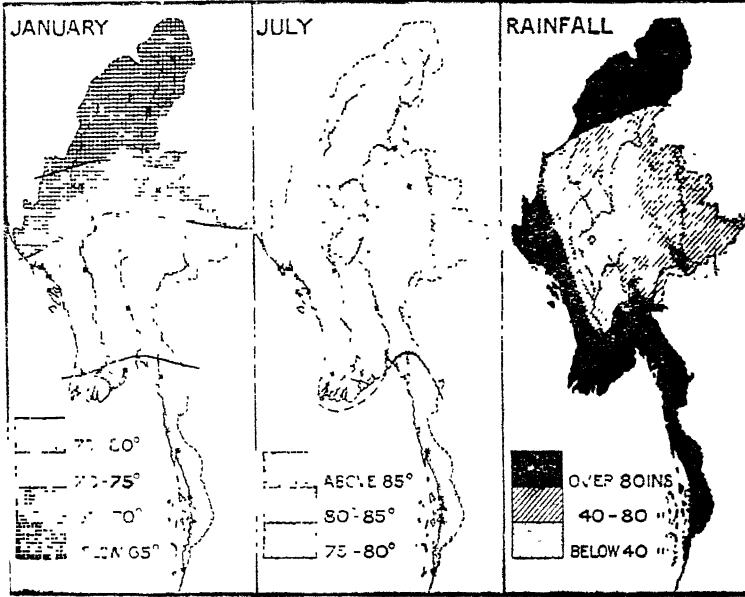 JANUARY
JULY
RAINFALL
ABOVE 85°
80°-85°
75-80°
OVER 80INS
40-80 "
BELOW 40 "